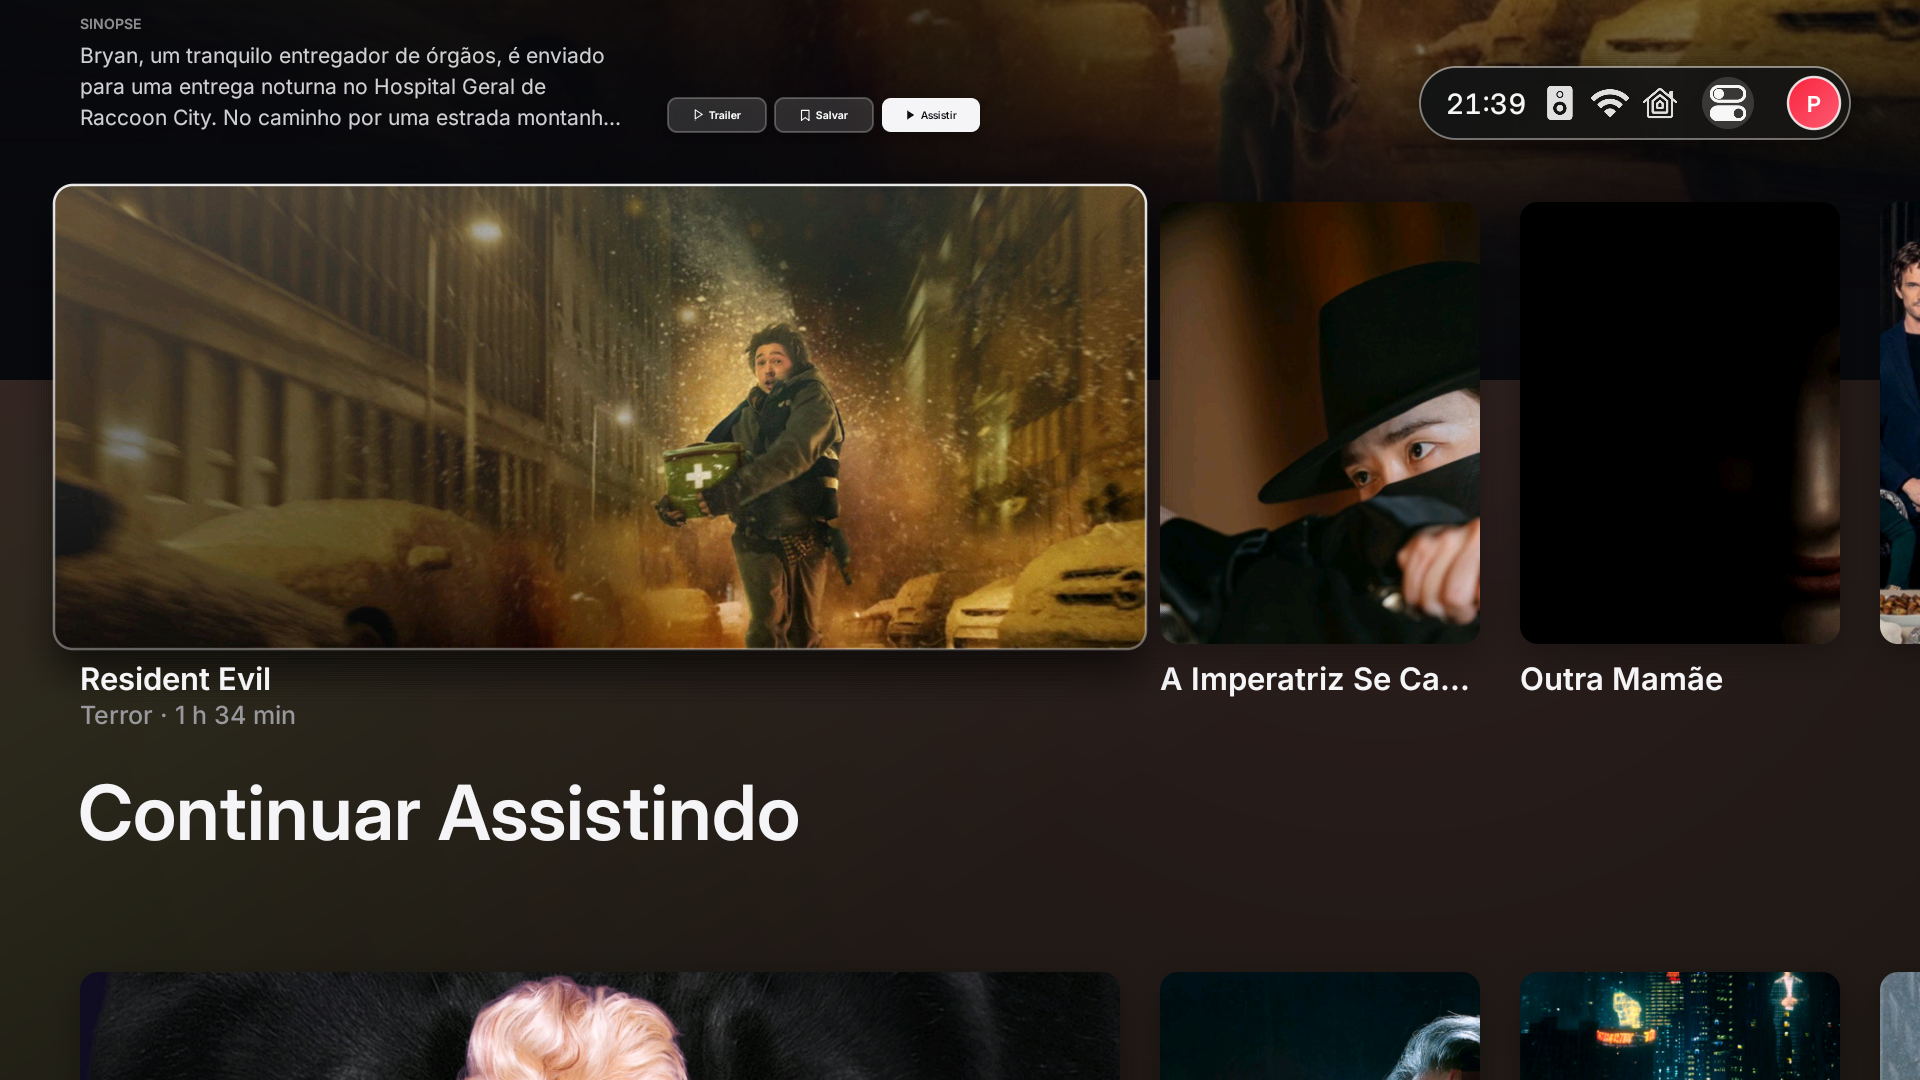 SINOPSE
Bryan, um tranquilo entregador de órgãos, é enviado
para uma entrega noturna no Hospital Geral de
Raccoon City. No caminho por uma estrada montanh...
Trailer
Salvar
Assistir
21:39
P
Resident Evil
Terror · 1 h 34 min
A Imperatriz Se Ca...
Outra Mamãe
Continuar Assistindo